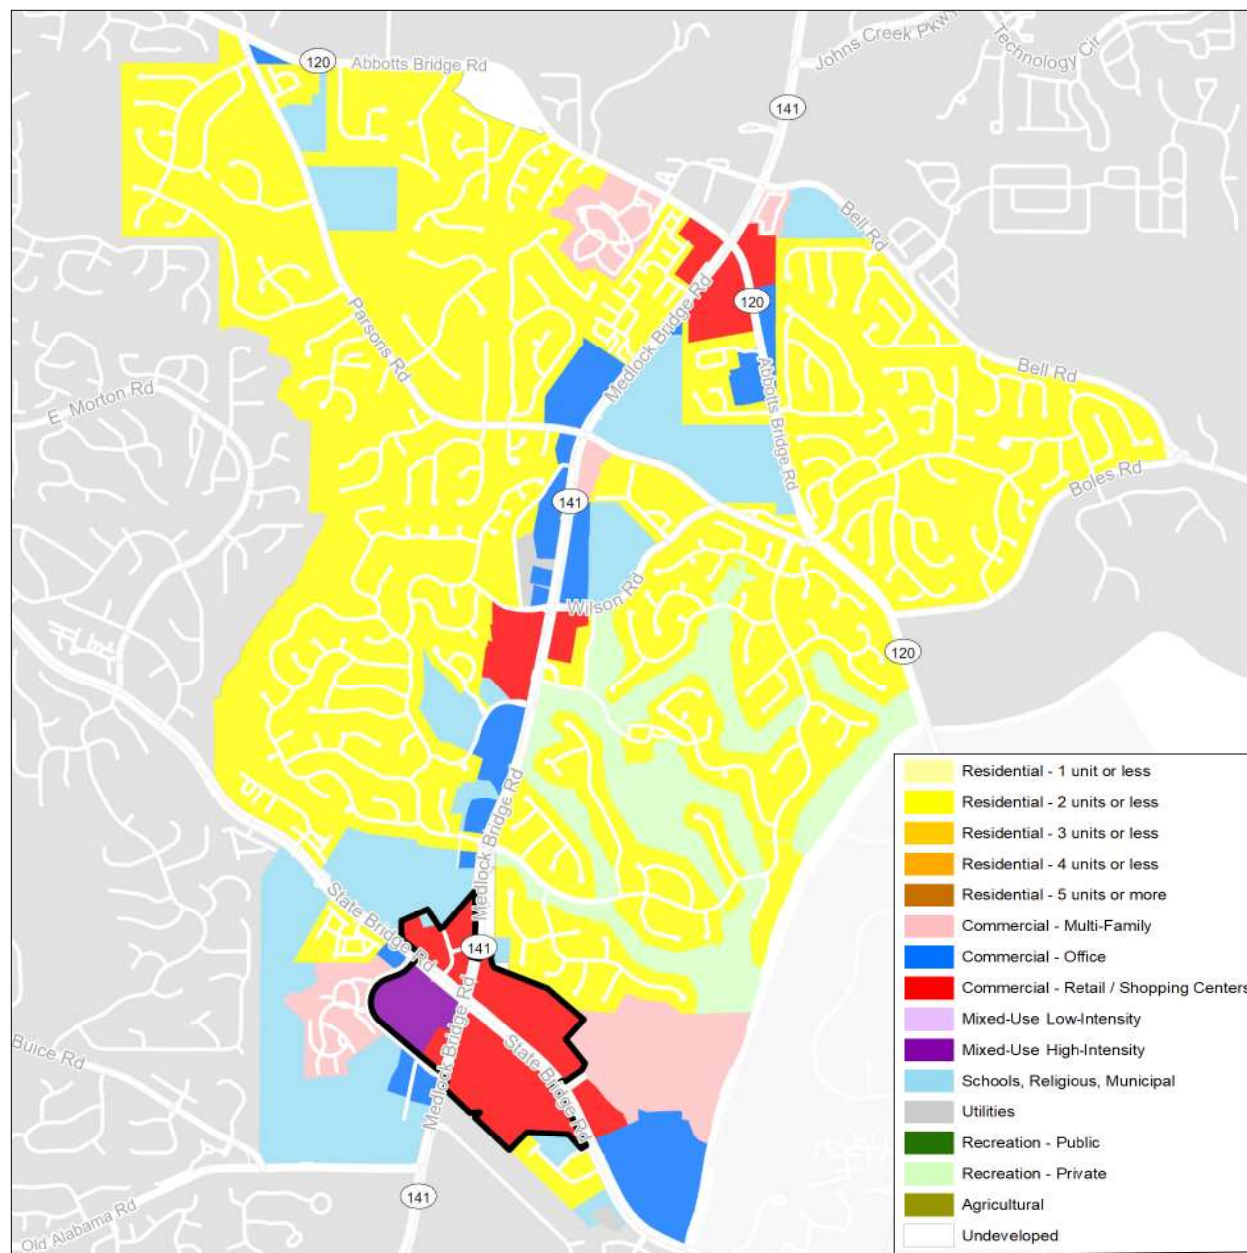 120
Abbotts Bridge Rd
Johns Creek Pkwy
Technology Cir
141
Bell Rd
120
Medlock Bridge Rd
Parsons Rd
E. Morton Rd
Abbotts Bridge Rd
Bell Rd
Boles Rd
141
Wilson Rd
120
Medlock Bridge Rd
State Bridge Rd
141
Medlock Bridge Rd
State Bridge Rd
Buice Rd
141
Old Alabama Rd
Residential - 1 unit or less
Residential - 2 units or less
Residential - 3 units or less
Residential - 4 units or less
Residential - 5 units or more
Commercial - Multi-Family
Commercial - Office
Commercial - Retail / Shopping Centers
Mixed-Use Low-Intensity
Mixed-Use High-Intensity
Schools, Religious, Municipal
Utilities
Recreation - Public
Recreation - Private
Agricultural
Undeveloped